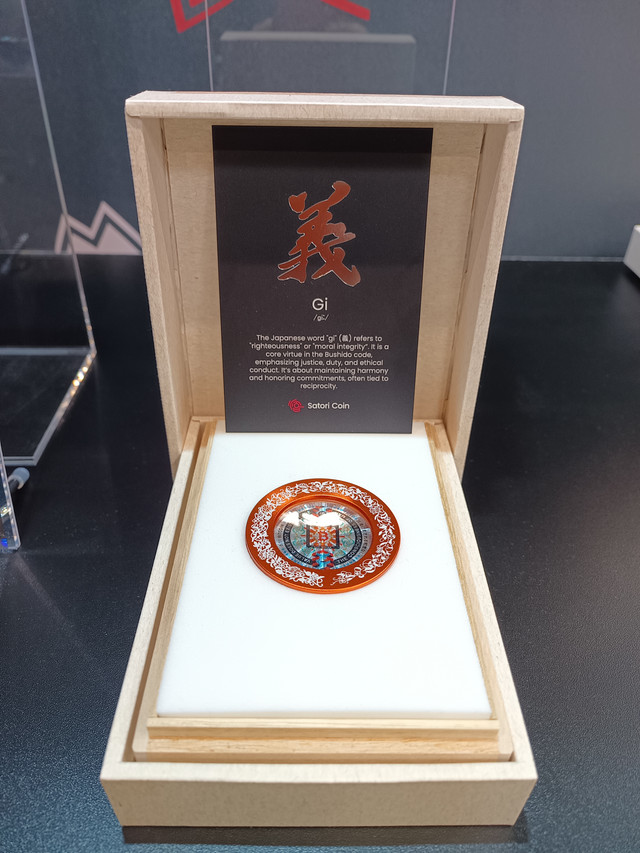 義
Gi
/gi:/
The Japanese word "gi" (義) refers to
"righteousness" or "moral integrity". It is a
core virtue in the Bushido code,
emphasizing justice, duty, and ethical
conduct. It's about maintaining harmony
and honoring commitments, often tied to
reciprocity.
Satori Coin